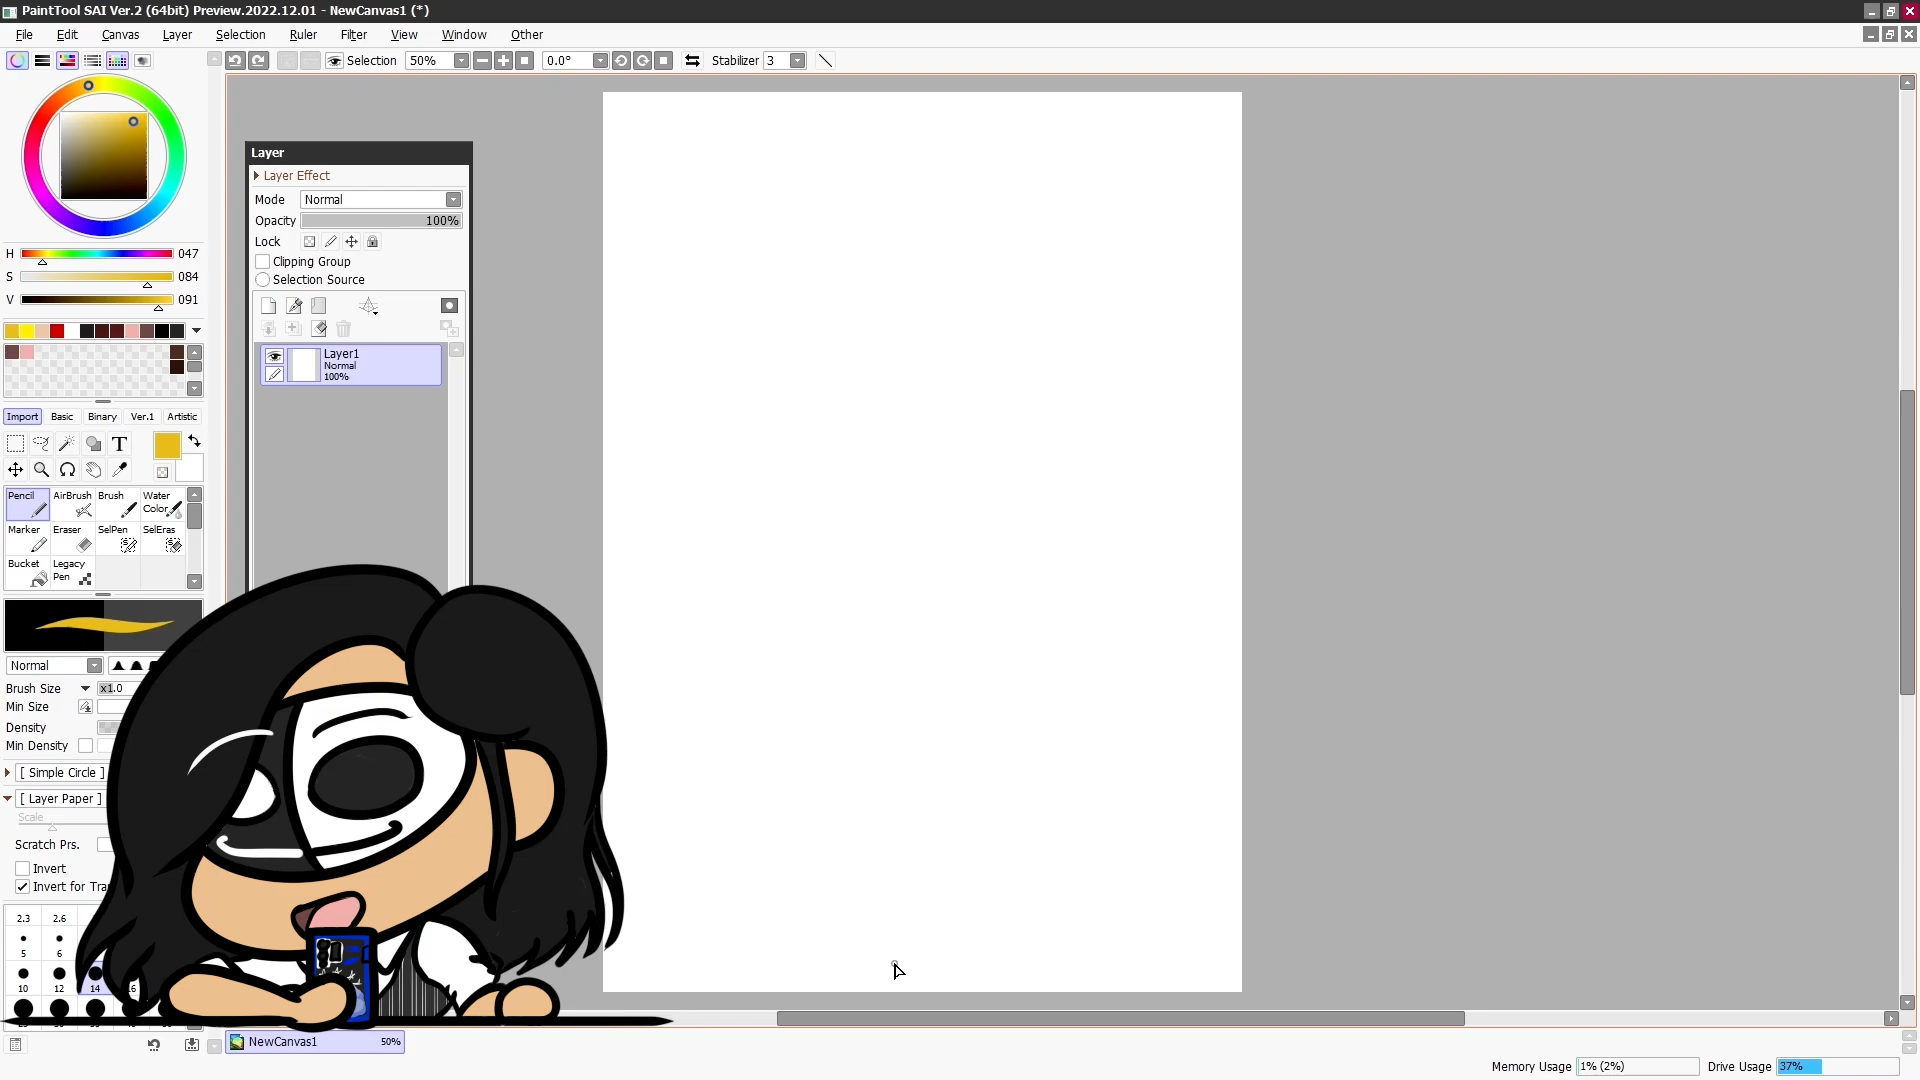 PaintTool SAI Ver.2 (64bit) Preview.2022.12.01 - NewCanvas1 (*)
File Edit Canvas Layer Selection Ruler Filter View Window Other
Selection 50% 0.0° Stabilizer 3
Layer
Layer Effect
Mode Normal
Opacity 100%
Lock
Clipping Group
Selection Source
Layer1
Normal
100%
H 047
S 084
V 091
Import Basic Binary Ver.1 Artistic
T
Pencil AirBrush Brush Water Color
Marker Eraser SelPen SelEras
Bucket Legacy Pen
Normal
Brush Size x1.0
Min Size
Density
Min Density
[ Simple Circle ]
[ Layer Paper ]
Scale
Scratch Prs.
Invert
Invert for Tra
2.3 2.6
5 6
10 12 14 16
NewCanvas1 50%
Memory Usage 1% (2%) Drive Usage 37%